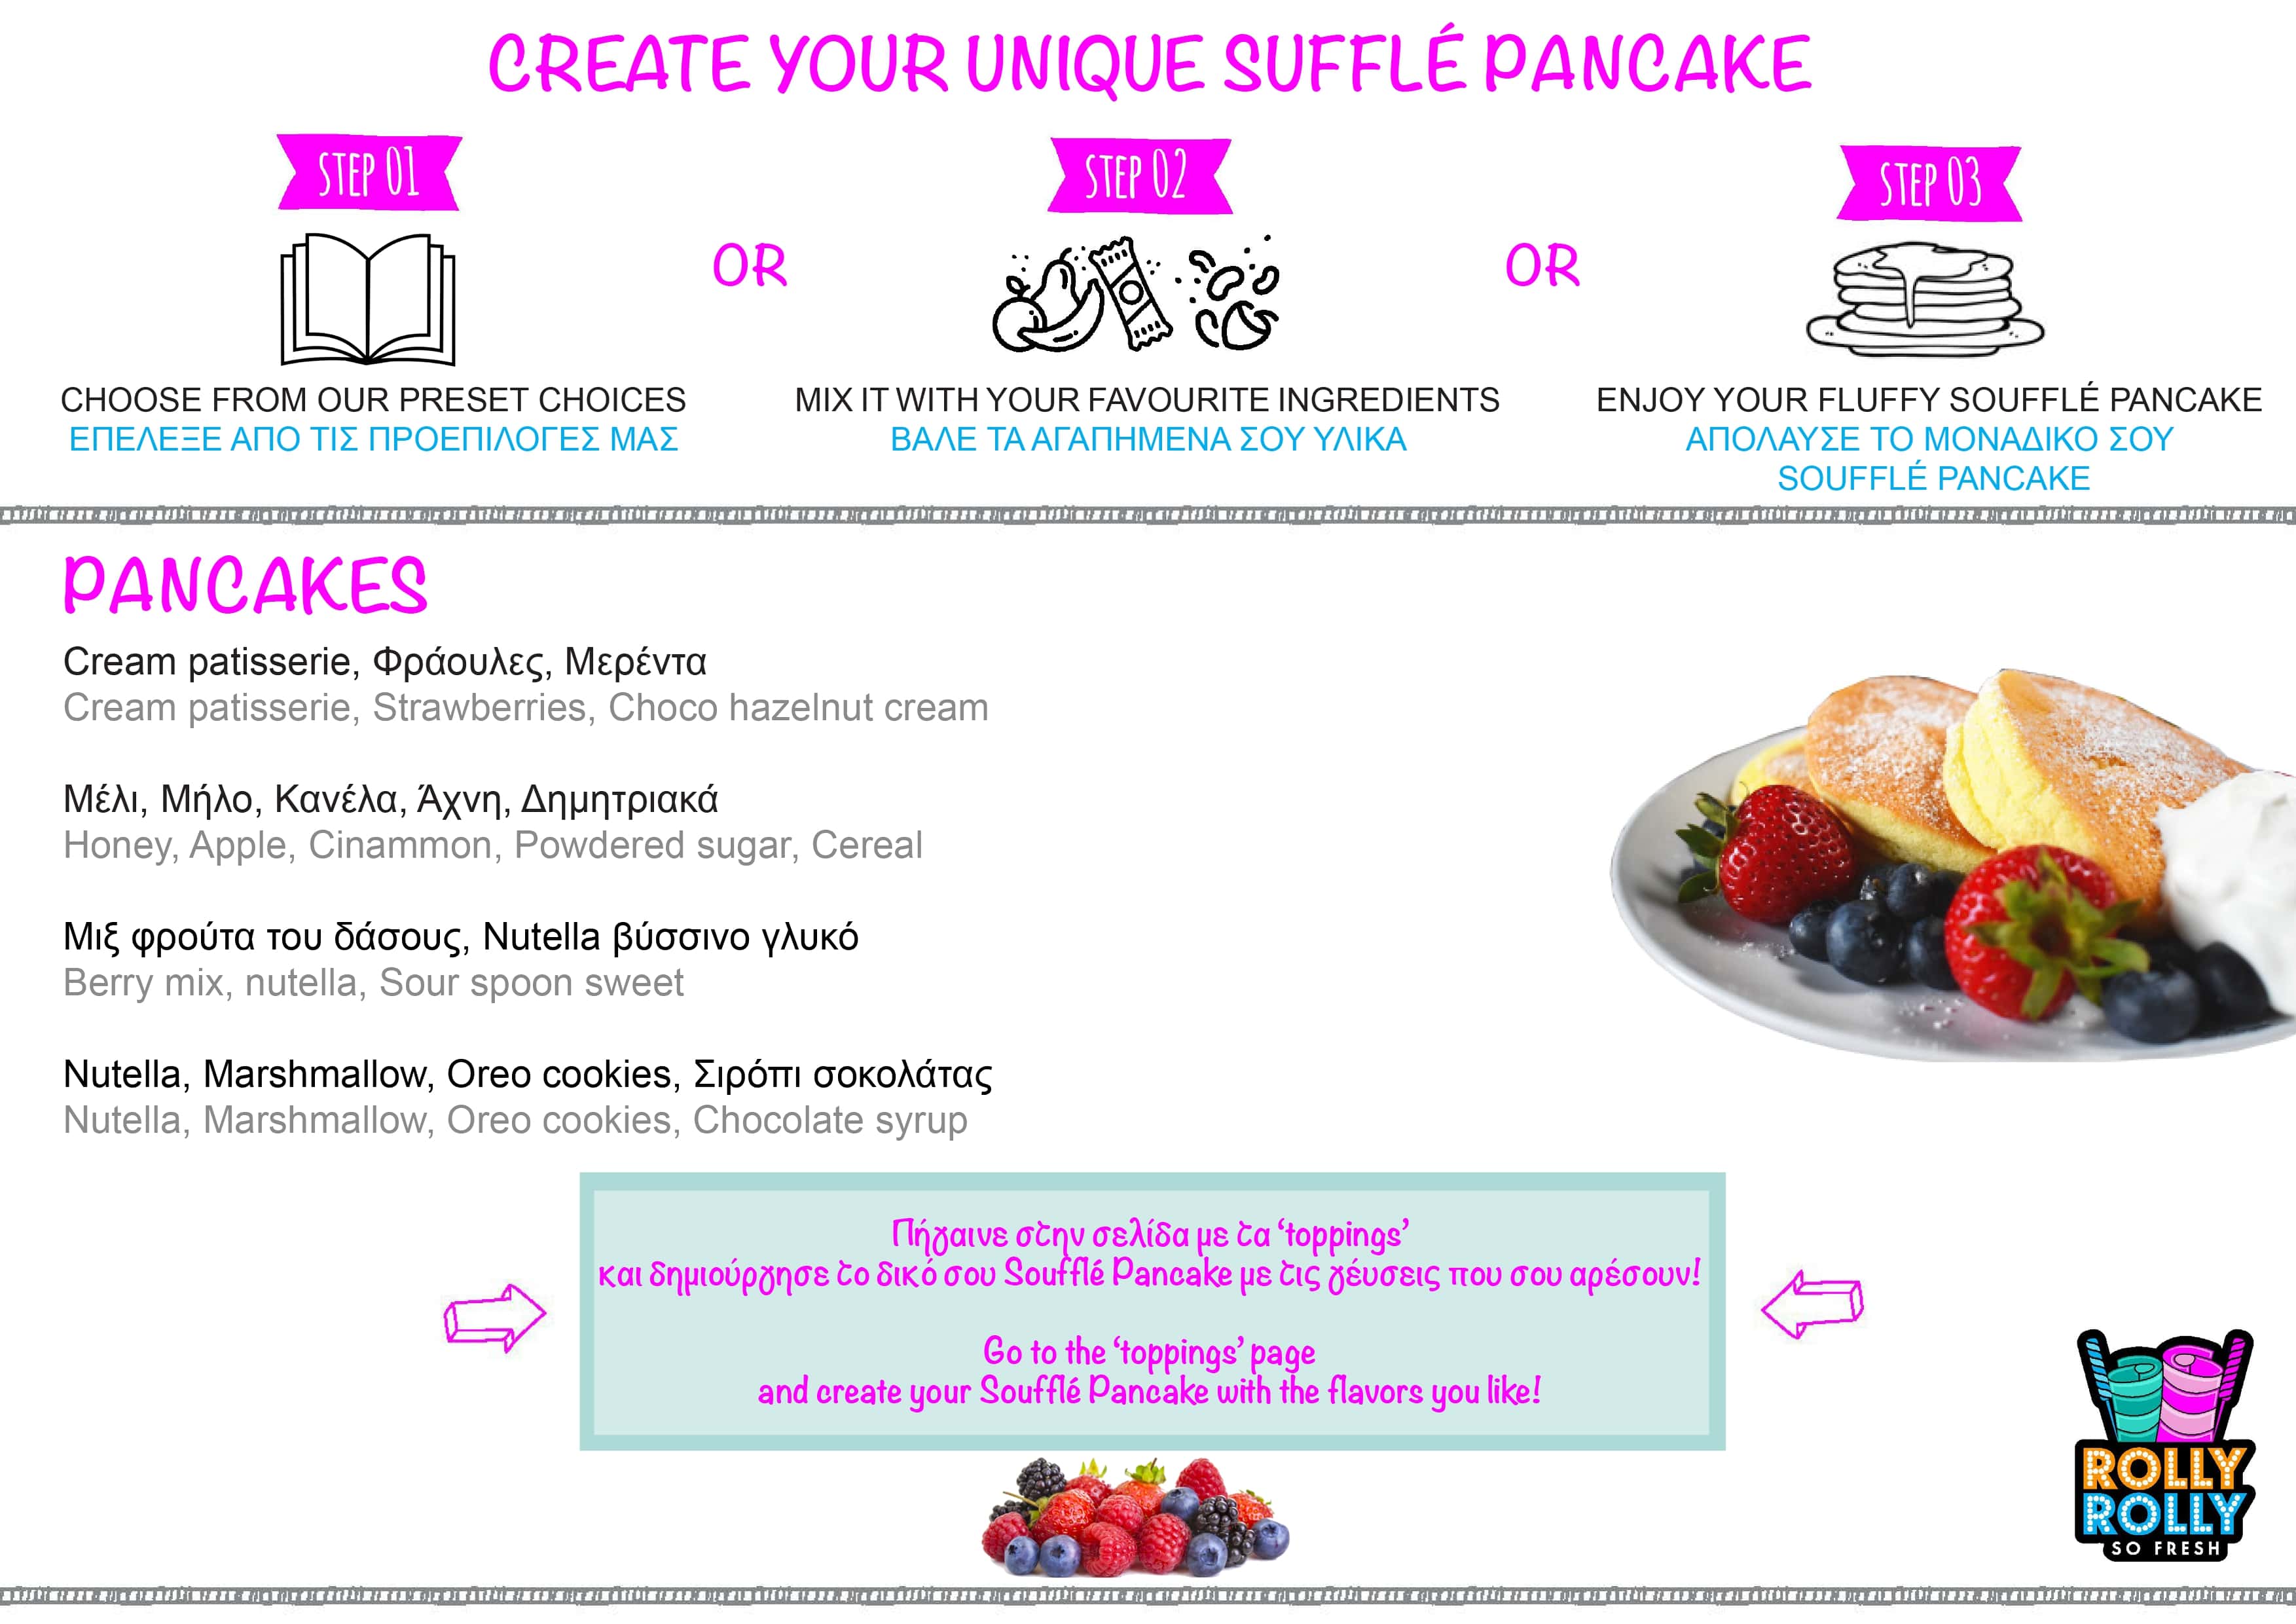 CREATE YOUR UNIQUE SUFFLÉ PANCAKE
STEP 01
OR
STEP 02
OR
STEP 03
CHOOSE FROM OUR PRESET CHOICES
ΕΠΕΛΕΞΕ ΑΠΟ ΤΙΣ ΠΡΟΕΠΙΛΟΓΕΣ ΜΑΣ
MIX IT WITH YOUR FAVOURITE INGREDIENTS
ΒΑΛΕ ΤΑ ΑΓΑΠΗΜΕΝΑ ΣΟΥ ΥΛΙΚΑ
ENJOY YOUR FLUFFY SOUFFLÉ PANCAKE
ΑΠΟΛΑΥΣΕ ΤΟ ΜΟΝΑΔΙΚΟ ΣΟΥ
SOUFFLÉ PANCAKE
PANCAKES
Cream patisserie, Φράουλες, Μερέντα
Cream patisserie, Strawberries, Choco hazelnut cream
Μέλι, Μήλο, Κανέλα, Άχνη, Δημητριακά
Honey, Apple, Cinammon, Powdered sugar, Cereal
Μιξ φρούτα του δάσους, Nutella βύσσινο γλυκό
Berry mix, nutella, Sour spoon sweet
Nutella, Marshmallow, Oreo cookies, Σιρόπι σοκολάτας
Nutella, Marshmallow, Oreo cookies, Chocolate syrup
Πήγαινε στην σελίδα με τα ‘toppings’
και δημιούργησε το δικό σου Soufflé Pancake με τις γέυσεις που σου αρέσουν!
Go to the ‘toppings’ page
and create your Soufflé Pancake with the flavors you like!
ROLLY
ROLLY
SO FRESH